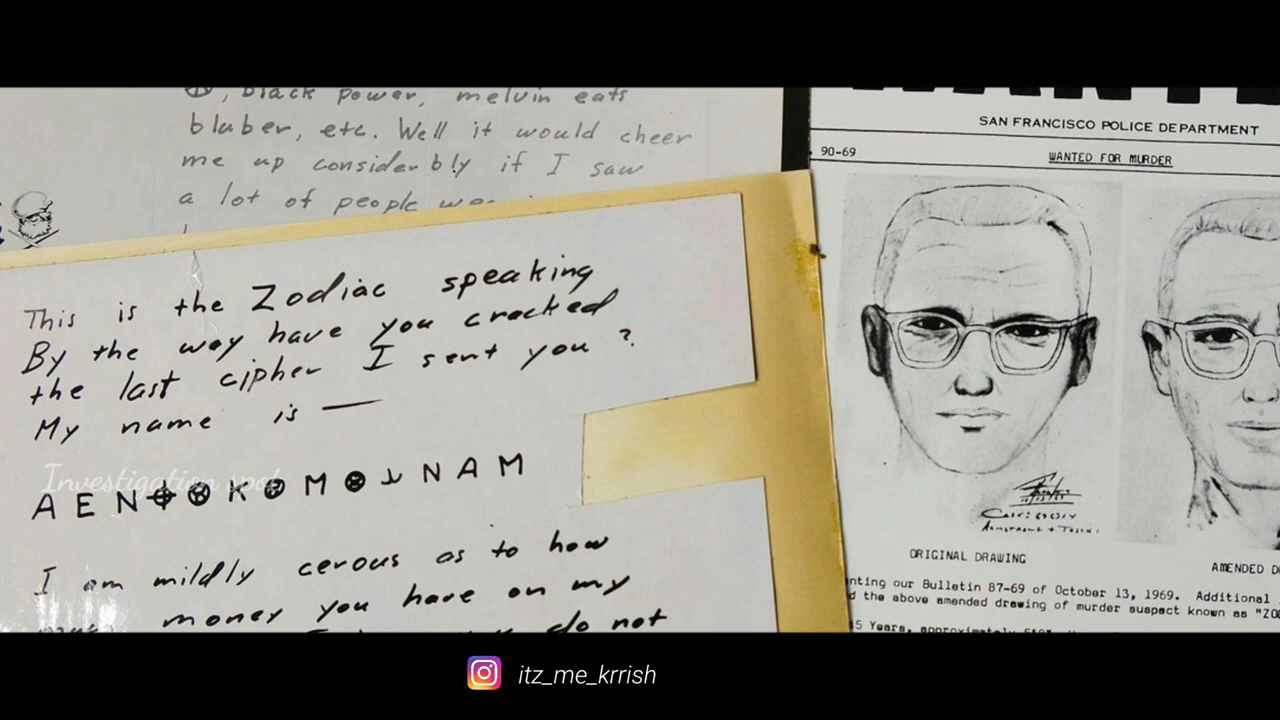 , black power, melvin eats
bluber, etc. Well it would cheer
me up considerbly if I saw
a lot of people
This is the Zodiac speaking
By the way have you cracked
the last cipher I sent you ?
My name is —
Investigation spot
A E N K M N A M
I am mildly cerous as to how
money you have on my
do not
SAN FRANCISCO POLICE DEPARTMENT
90-69
WANTED FOR MURDER
ORIGINAL DRAWING
AMENDED
our Bulletin 87-69 of October 13, 1969. Additional
the above amended drawing of murder suspect known as
Years, approximately
itz_me_krrish